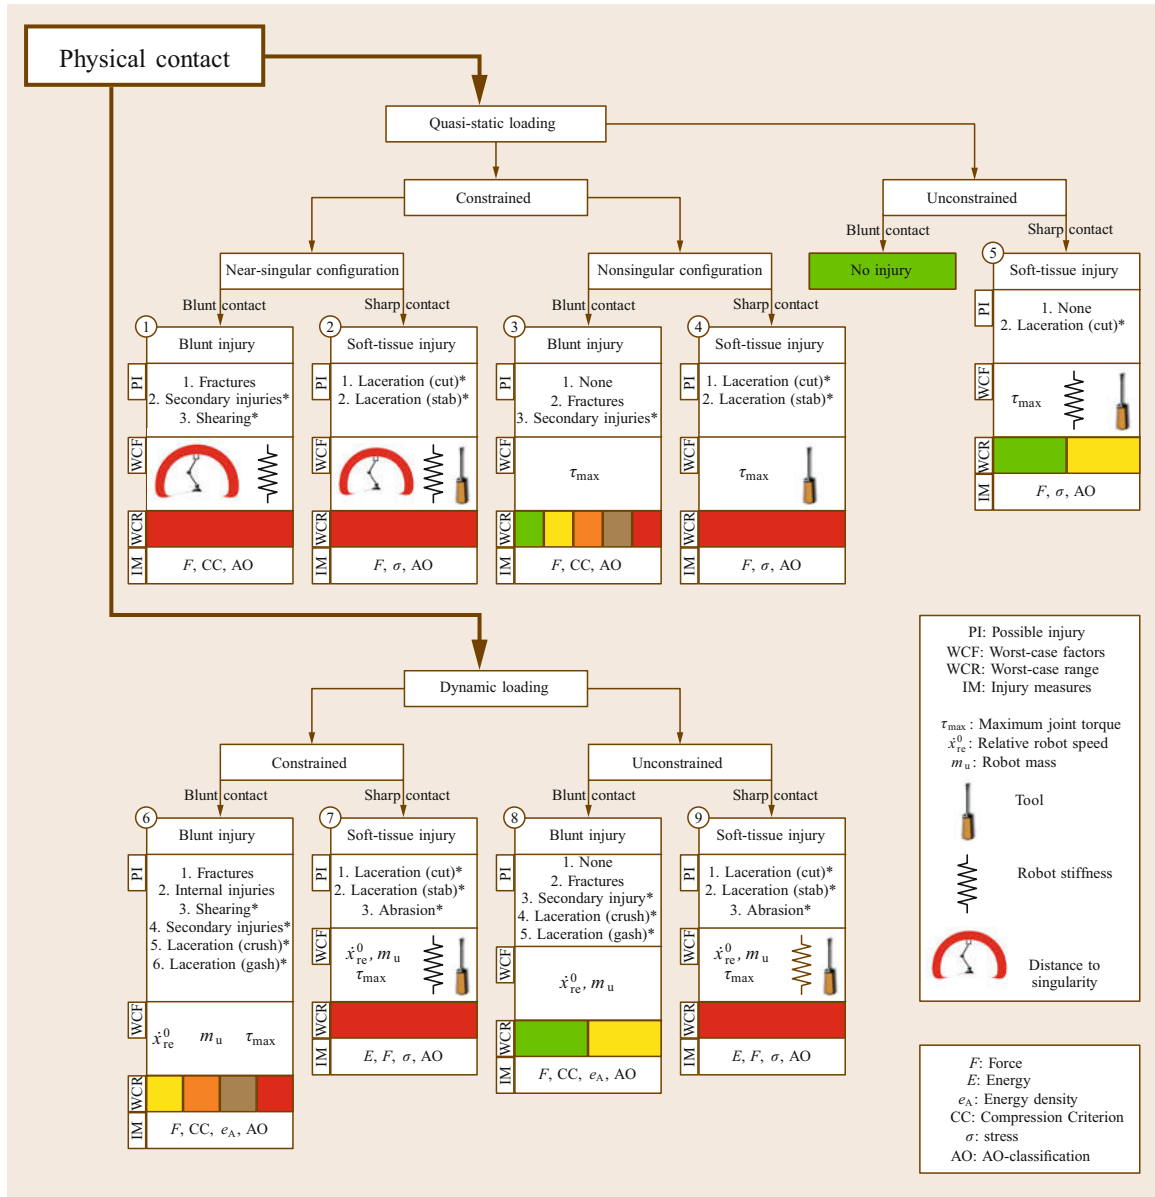 Physical contact
Quasi-static loading
Constrained
Unconstrained
Blunt contact
Sharp contact
Near-singular configuration
Nonsingular configuration
No injury
5
Soft-tissue injury
PI
1. None
2. Laceration (cut)*
WCF
τmax
WCR
IM
F, σ, AO
Blunt contact
Sharp contact
Blunt contact
Sharp contact
1
Blunt injury
PI
1. Fractures
2. Secondary injuries*
3. Shearing*
WCF
WCR
IM
F, CC, AO
2
Soft-tissue injury
PI
1. Laceration (cut)*
2. Laceration (stab)*
WCF
WCR
IM
F, σ, AO
3
Blunt injury
PI
1. None
2. Fractures
3. Secondary injuries*
WCF
τmax
WCR
IM
F, CC, AO
4
Soft-tissue injury
PI
1. Laceration (cut)*
2. Laceration (stab)*
WCF
τmax
WCR
IM
F, σ, AO
Dynamic loading
Constrained
Unconstrained
Blunt contact
Sharp contact
Blunt contact
Sharp contact
6
Blunt injury
PI
1. Fractures
2. Internal injuries
3. Shearing*
4. Secondary injuries*
5. Laceration (crush)*
6. Laceration (gash)*
WCF
ẋ⁰re mu τmax
WCR
IM
F, CC, eA, AO
7
Soft-tissue injury
PI
1. Laceration (cut)*
2. Laceration (stab)*
3. Abrasion*
WCF
ẋ⁰re, mu
τmax
WCR
IM
E, F, σ, AO
8
Blunt injury
PI
1. None
2. Fractures
3. Secondary injury*
4. Laceration (crush)*
5. Laceration (gash)*
WCF
ẋ⁰re, mu
WCR
IM
F, CC, eA, AO
9
Soft-tissue injury
PI
1. Laceration (cut)*
2. Laceration (stab)*
3. Abrasion*
WCF
ẋ⁰re, mu
τmax
WCR
IM
E, F, σ, AO
PI: Possible injury
WCF: Worst-case factors
WCR: Worst-case range
IM: Injury measures
τmax: Maximum joint torque
ẋ⁰re: Relative robot speed
mu: Robot mass
Tool
Robot stiffness
Distance to
singularity
F: Force
E: Energy
eA: Energy density
CC: Compression Criterion
σ: stress
AO: AO-classification